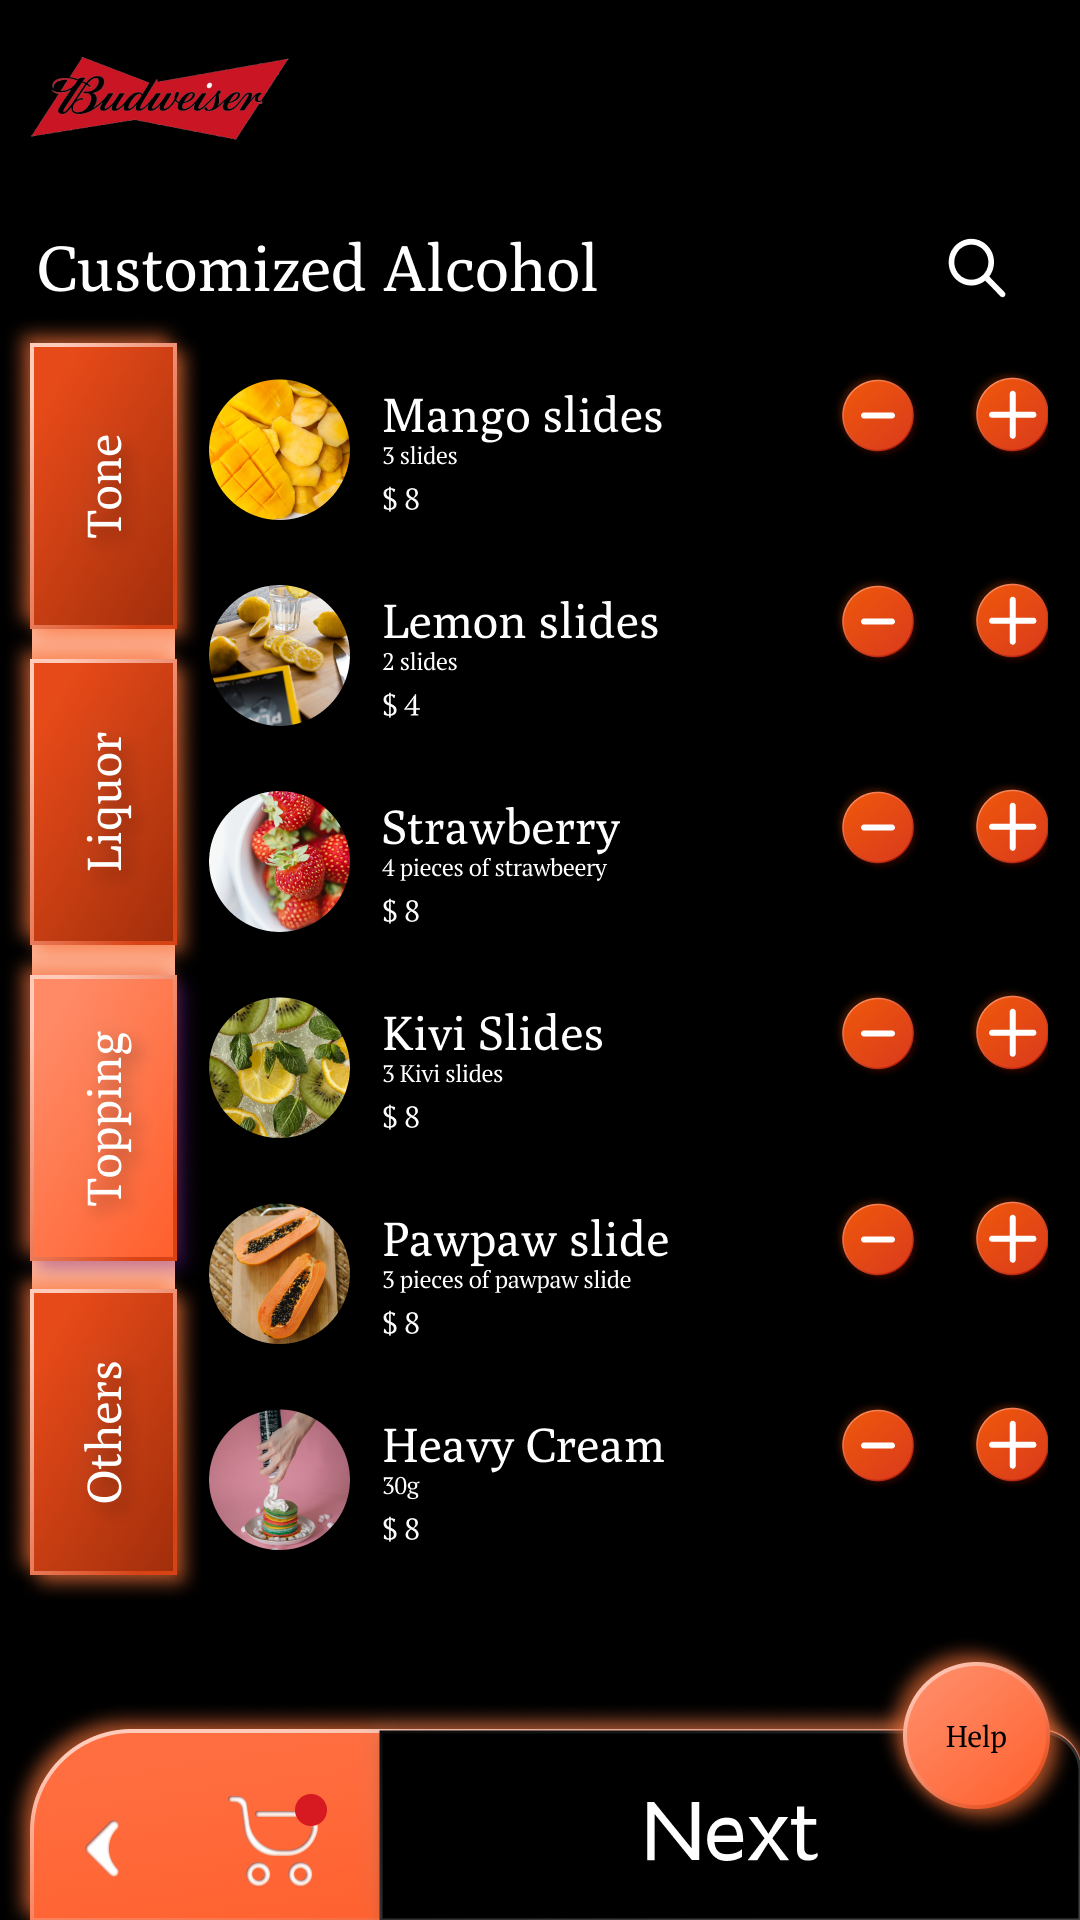 Budweiser
Customized Alcohol
Tone
Liquor
Topping
Others
Mango slides
3 slides
$ 8
Lemon slides
2 slides
$ 4
Strawberry
4 pieces of strawbeery
$ 8
Kivi Slides
3 Kivi slides
$ 8
Pawpaw slide
3 pieces of pawpaw slide
$ 8
Heavy Cream
30g
$ 8
Help
Next